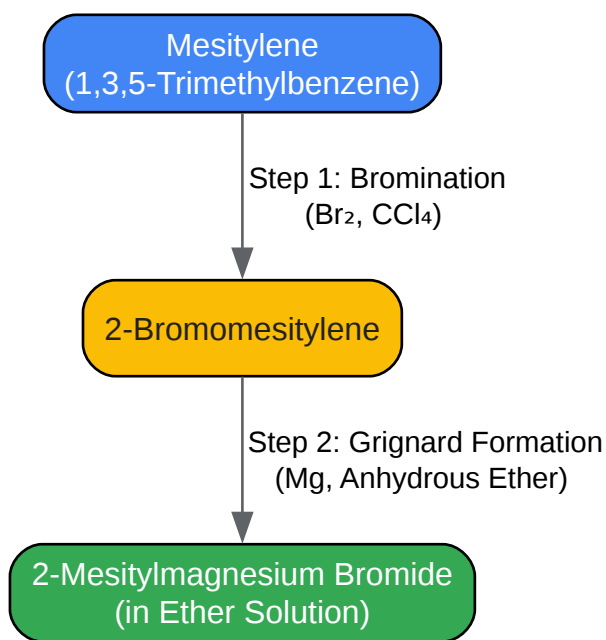 Mesitylene
(1,3,5-Trimethylbenzene)
Step 1: Bromination
(Br₂, CCl₄)
2-Bromomesitylene
Step 2: Grignard Formation
(Mg, Anhydrous Ether)
2-Mesitylmagnesium Bromide
(in Ether Solution)